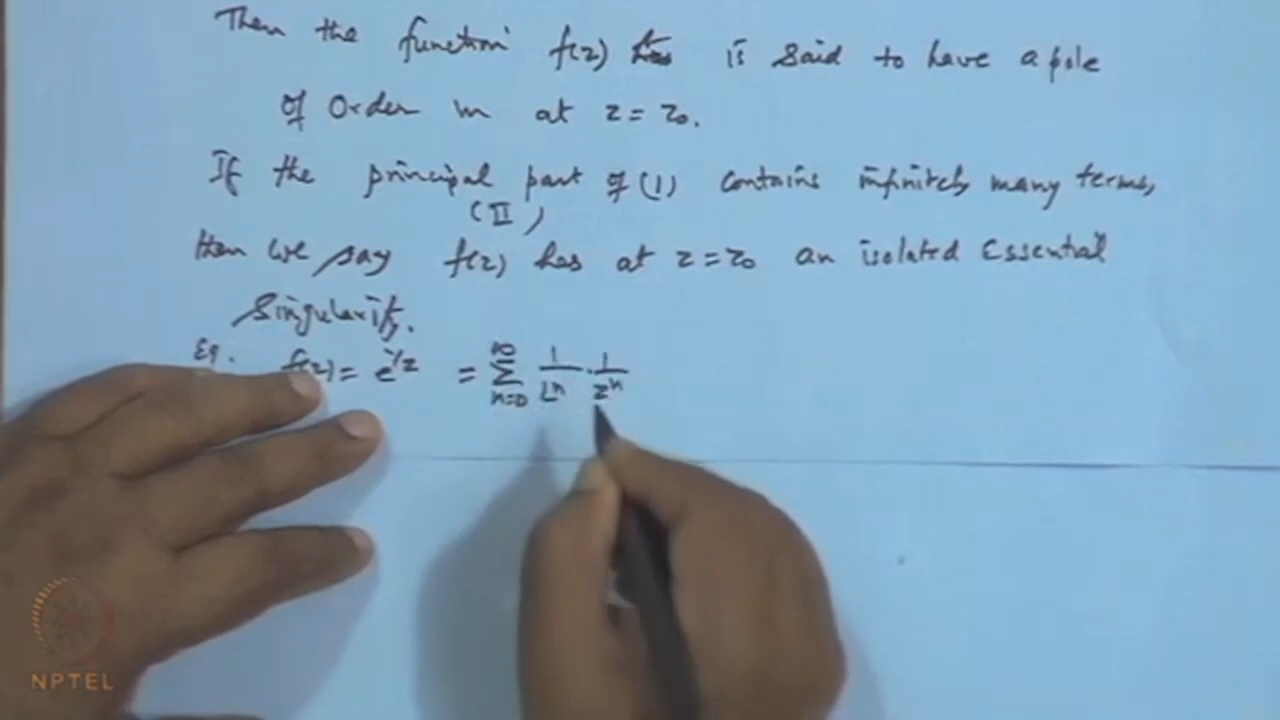 Then the function f(z) has is said to have a pole
of order m at z = z₀.
If the principal part of (1) contains infinitely many terms,
(II)
then we say f(z) has at z = z₀ an isolated essential
singularity.
Eg. f(z) = e^{1/z} = ∑_{n=0}^{∞} 1/∟n · 1/z^n
NPTEL